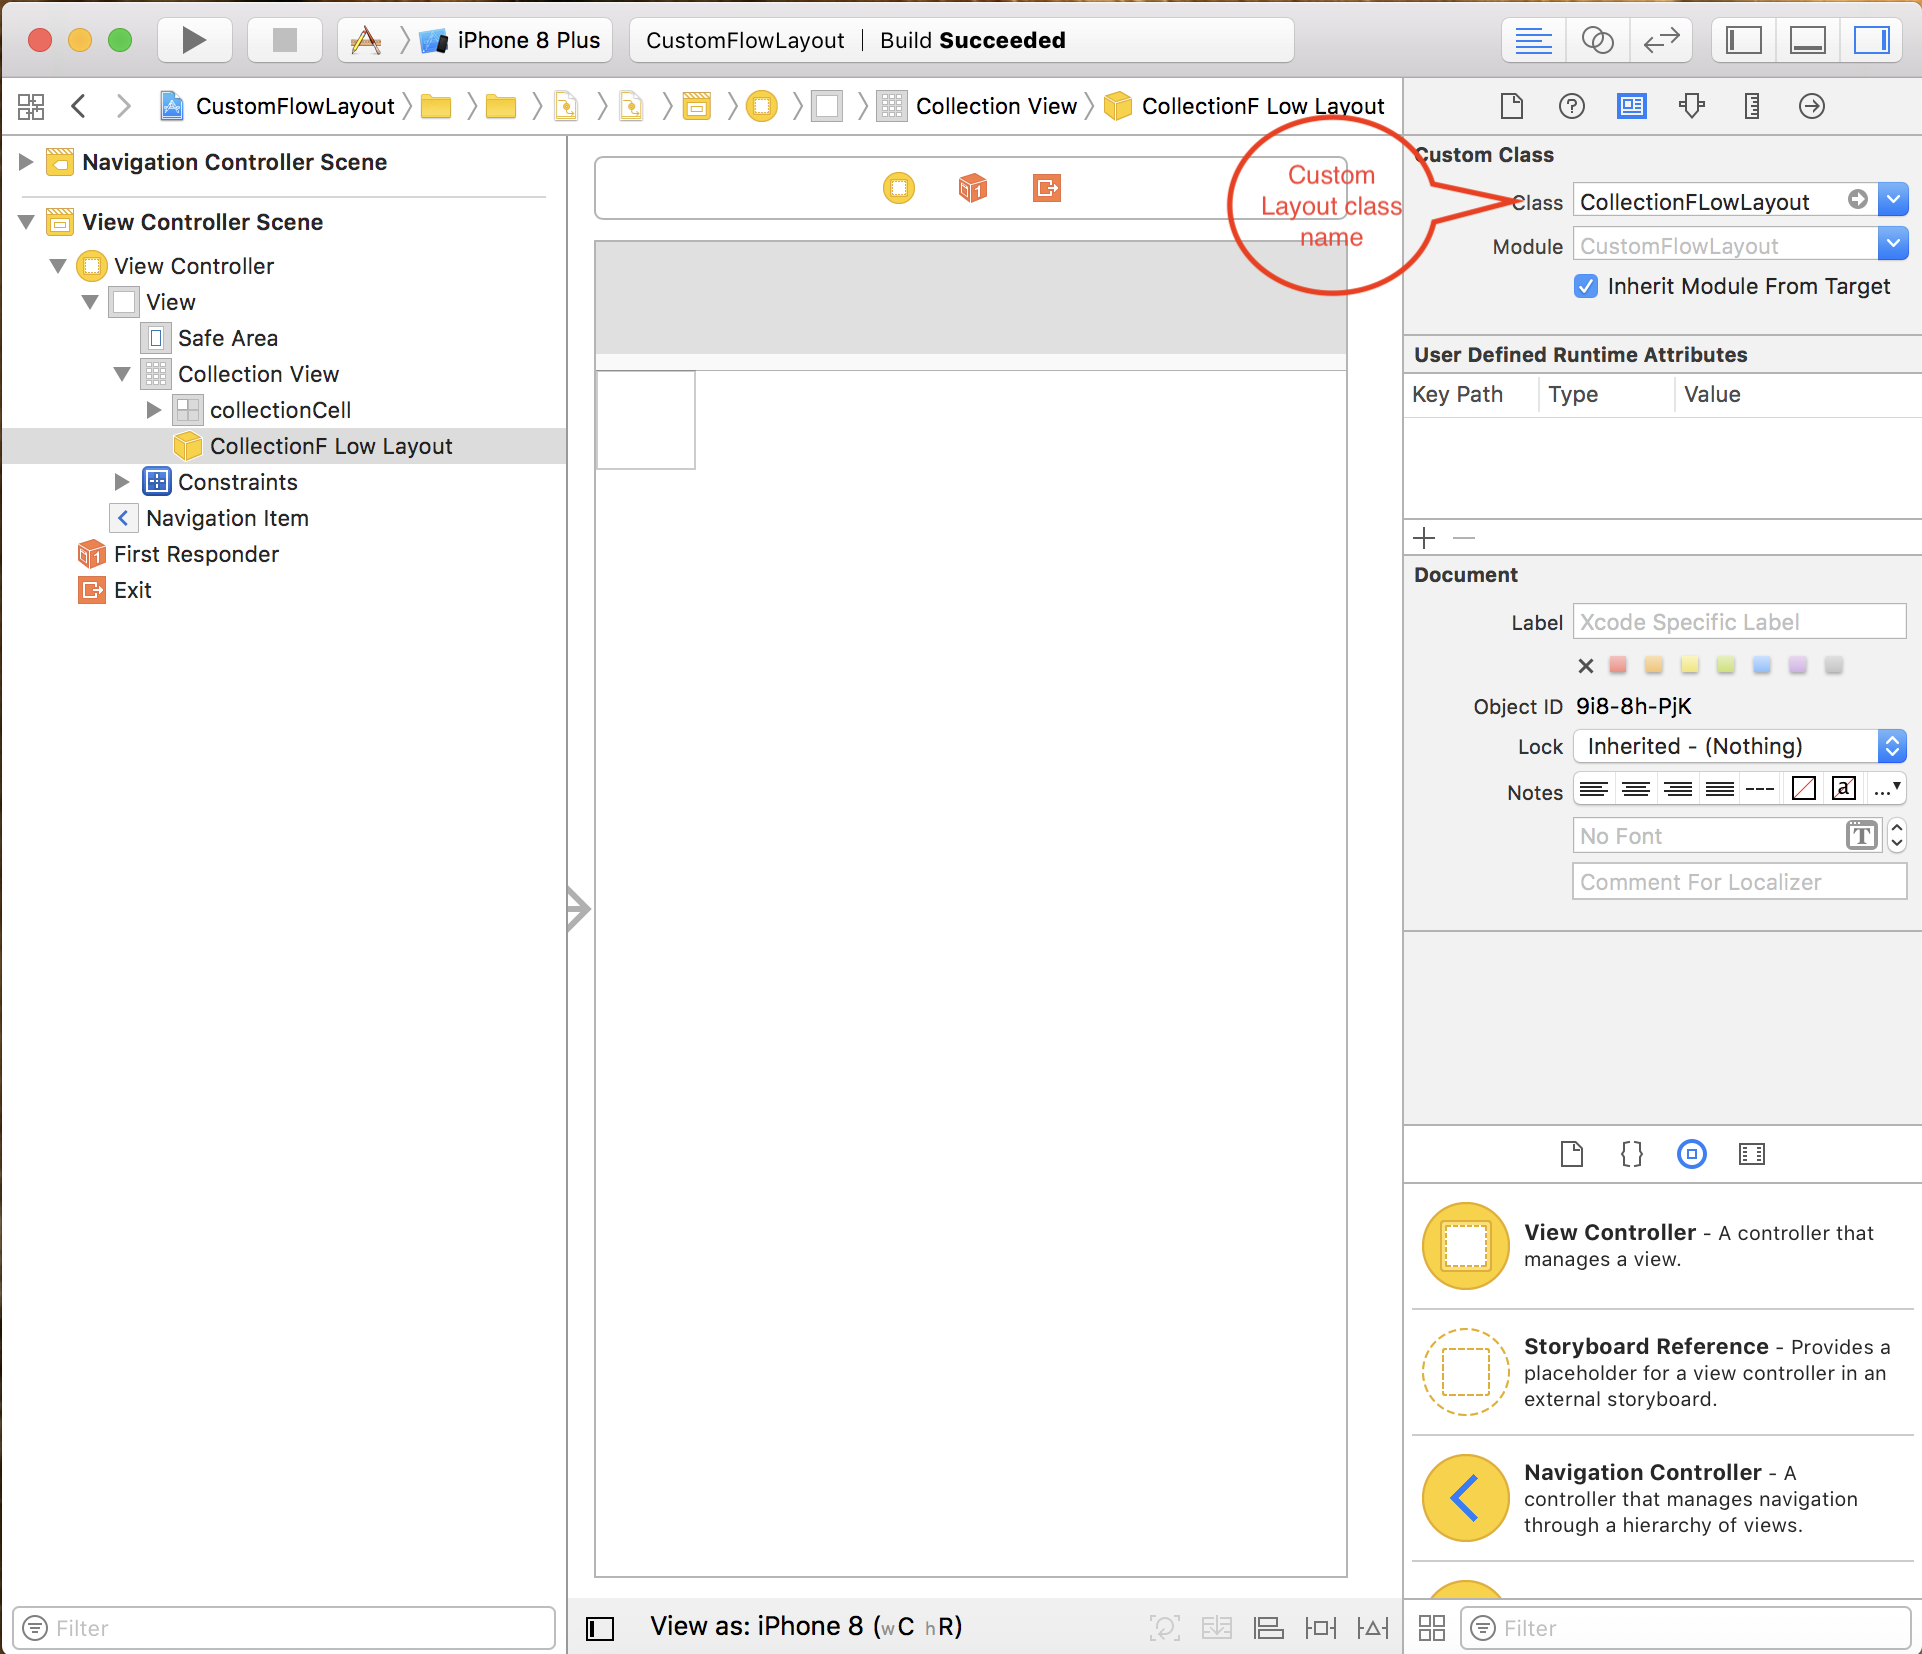 iPhone 8 Plus
CustomFlowLayout | Build Succeeded
CustomFlowLayout
Collection View
CollectionF Low Layout
Navigation Controller Scene
View Controller Scene
View Controller
View
Safe Area
Collection View
collectionCell
CollectionF Low Layout
Constraints
Navigation Item
First Responder
Exit
Filter
Custom
Layout class
name
View as: iPhone 8 (wC hR)
Custom Class
Class CollectionFLowLayout
Module CustomFlowLayout
Inherit Module From Target
User Defined Runtime Attributes
Key Path Type Value
Document
Label Xcode Specific Label
Object ID 9i8-8h-PjK
Lock Inherited - (Nothing)
Notes
No Font
Comment For Localizer
View Controller - A controller that
manages a view.
Storyboard Reference - Provides a
placeholder for a view controller in an
external storyboard.
Navigation Controller - A
controller that manages navigation
through a hierarchy of views.
Filter